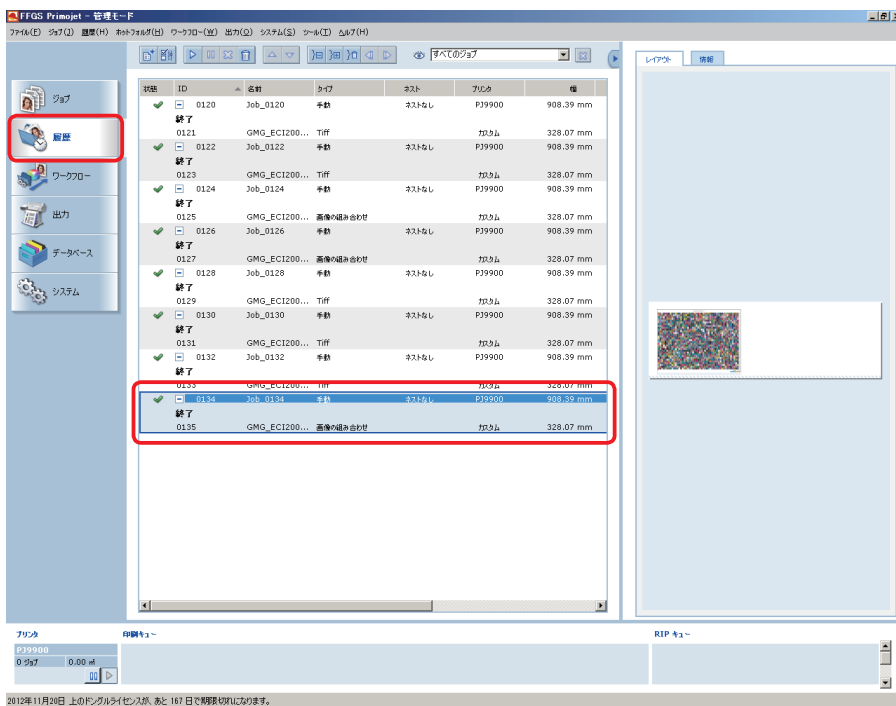 FFGS Primojet - 管理モード
ファイル(F) ジョブ(J) 履歴(H) ホットフォルダ(H) ワークフロー(W) 出力(O) システム(S) ツール(T) ヘルプ(H)
すべてのジョブ
レイアウト 情報
状態 ID 名前 タイプ ネスト プリンタ 幅
ジョブ
履歴
ワークフロー
出力
データベース
システム
0120 Job_0120 手動 ネストなし PJ9900 908.39 mm
終了
0121 GMG_ECI200... Tiff カスタム 328.07 mm
0122 Job_0122 手動 ネストなし PJ9900 908.39 mm
終了
0123 GMG_ECI200... Tiff カスタム 328.07 mm
0124 Job_0124 手動 ネストなし PJ9900 908.39 mm
終了
0125 GMG_ECI200... 画像の組み合わせ カスタム 328.07 mm
0126 Job_0126 手動 ネストなし PJ9900 908.39 mm
終了
0127 GMG_ECI200... 画像の組み合わせ カスタム 328.07 mm
0128 Job_0128 手動 ネストなし PJ9900 908.39 mm
終了
0129 GMG_ECI200... Tiff カスタム 328.07 mm
0130 Job_0130 手動 ネストなし PJ9900 908.39 mm
終了
0131 GMG_ECI200... Tiff カスタム 328.07 mm
0132 Job_0132 手動 ネストなし PJ9900 908.39 mm
終了
0133 GMG_ECI200... Tiff カスタム 328.07 mm
0134 Job_0134 手動 ネストなし PJ9900 908.39 mm
終了
0135 GMG_ECI200... 画像の組み合わせ カスタム 328.07 mm
プリンタ 印刷キュー RIP キュー
PJ9900
0 ジョブ 0.00 ㎡
2012年11月20日 上のドングルライセンスが、あと 167 日で期限切れになります。